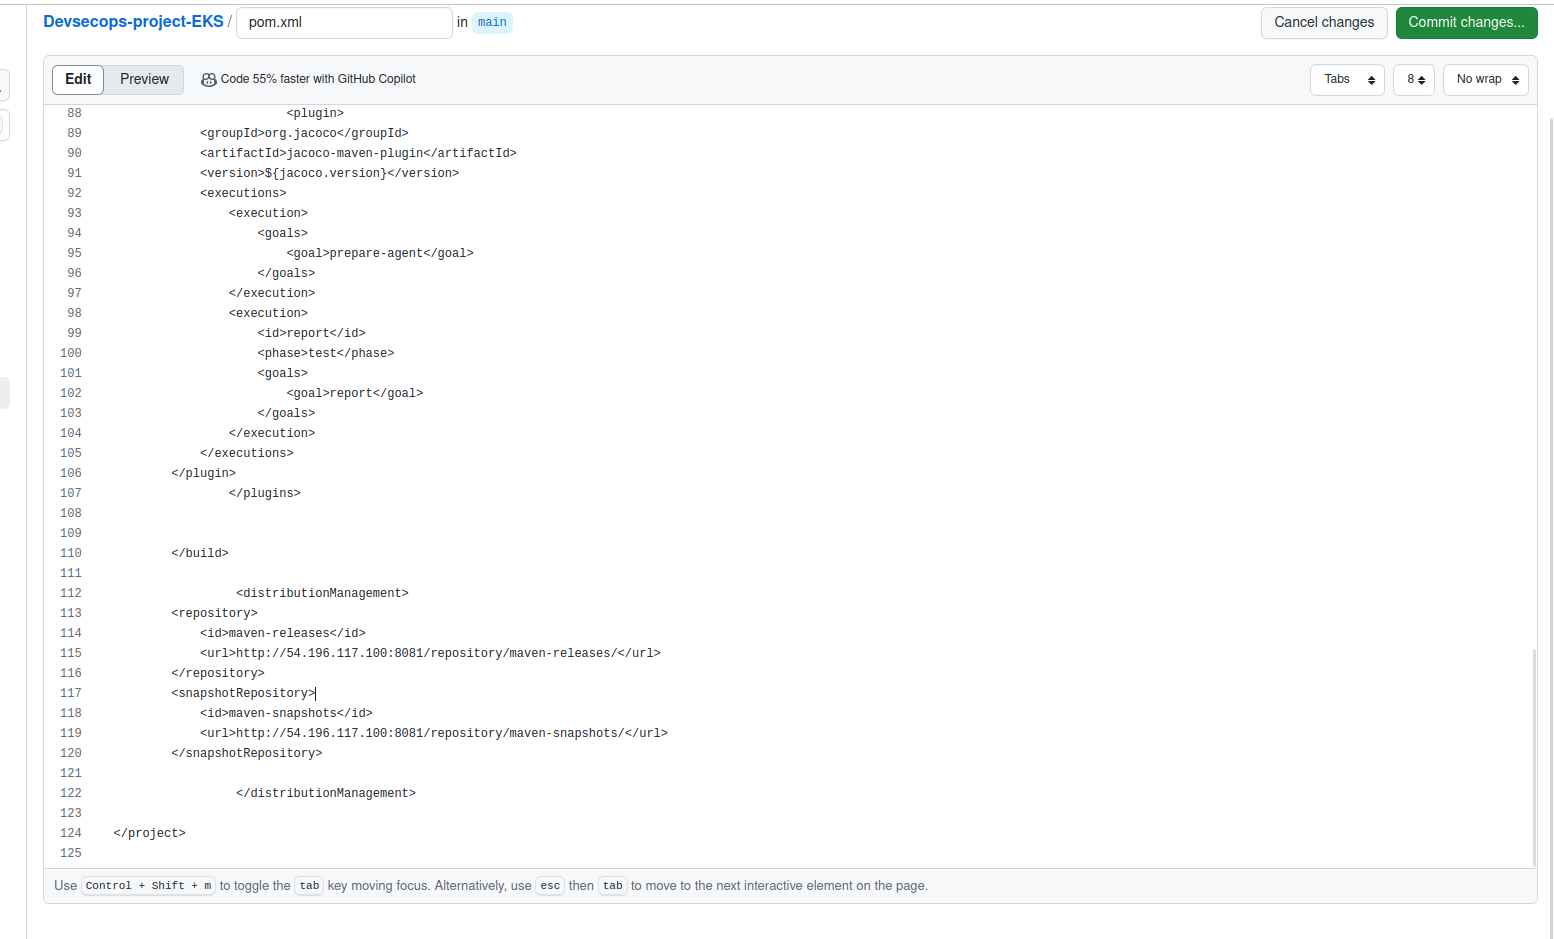 Devsecops-project-EKS / pom.xml in main Cancel changes Commit changes...
Edit Preview Code 55% faster with GitHub Copilot Tabs 8 No wrap
88 <plugin>
89 <groupId>org.jacoco</groupId>
90 <artifactId>jacoco-maven-plugin</artifactId>
91 <version>${jacoco.version}</version>
92 <executions>
93 <execution>
94 <goals>
95 <goal>prepare-agent</goal>
96 </goals>
97 </execution>
98 <execution>
99 <id>report</id>
100 <phase>test</phase>
101 <goals>
102 <goal>report</goal>
103 </goals>
104 </execution>
105 </executions>
106 </plugin>
107 </plugins>
108
109
110 </build>
111
112 <distributionManagement>
113 <repository>
114 <id>maven-releases</id>
115 <url>http://54.196.117.100:8081/repository/maven-releases/</url>
116 </repository>
117 <snapshotRepository>
118 <id>maven-snapshots</id>
119 <url>http://54.196.117.100:8081/repository/maven-snapshots/</url>
120 </snapshotRepository>
121
122 </distributionManagement>
123
124 </project>
125
Use Control + Shift + m to toggle the tab key moving focus. Alternatively, use esc then tab to move to the next interactive element on the page.